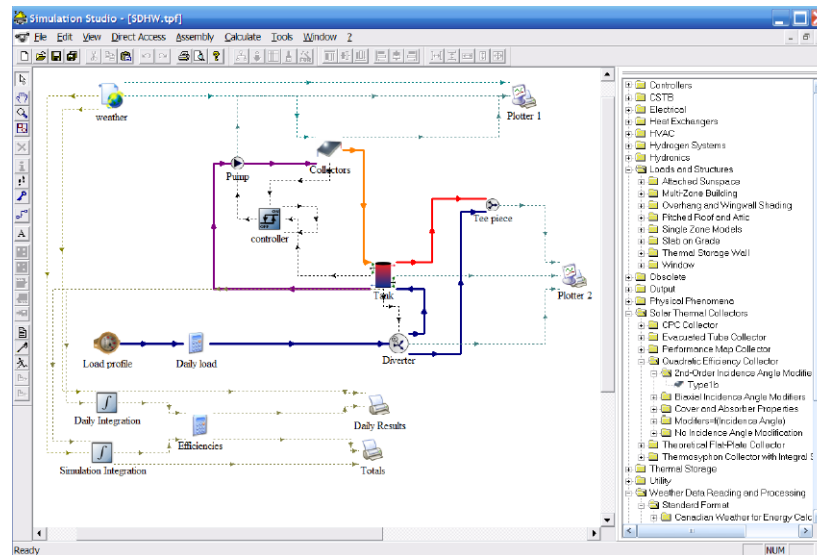 Simulation Studio - [SDHW.tpf]
File Edit View Direct Access Assembly Calculate Tools Window ?
weather
Plotter 1
Pump
Collectors
controller
Tee piece
Tank
Plotter 2
Load profile
Daily load
Diverter
Daily Integration
Efficiencies
Daily Results
Simulation Integration
Totals
Controllers
CSTB
Electrical
Heat Exchangers
HVAC
Hydrogen Systems
Hydronics
Loads and Structures
Attached Sunspace
Multi-Zone Building
Overhang and Wingwall Shading
Pitched Roof and Attic
Single Zone Models
Slab on Grade
Thermal Storage Wall
Window
Obsolete
Output
Physical Phenomena
Solar Thermal Collectors
CPC Collector
Evacuated Tube Collector
Performance Map Collector
Quadratic Efficiency Collector
2nd-Order Incidence Angle Modifie
Type1b
Biaxial Incidence Angle Modifiers
Cover and Absorber Properties
Modifers=f(Incidence Angle)
No Incidence Angle Modification
Theoretical Flat-Plate Collector
Thermosyphon Collector with Integral S
Thermal Storage
Utility
Weather Data Reading and Processing
Standard Format
Canadian Weather for Energy Calc
Ready
NUM